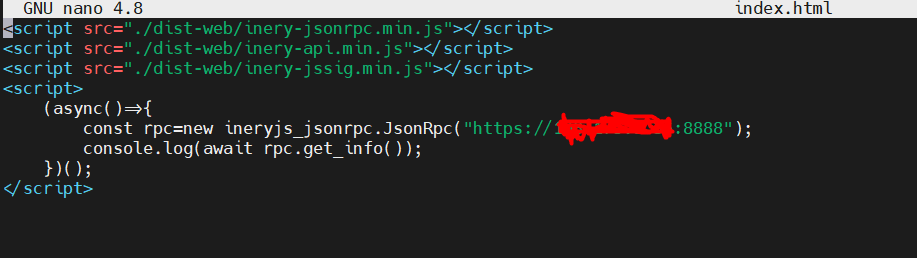 GNU nano 4.8 index.html
<script src="./dist-web/inery-jsonrpc.min.js"></script>
<script src="./dist-web/inery-api.min.js"></script>
<script src="./dist-web/inery-jssig.min.js"></script>
<script>
(async()=>{
const rpc=new ineryjs_jsonrpc.JsonRpc("https://:8888");
console.log(await rpc.get_info());
})();
</script>